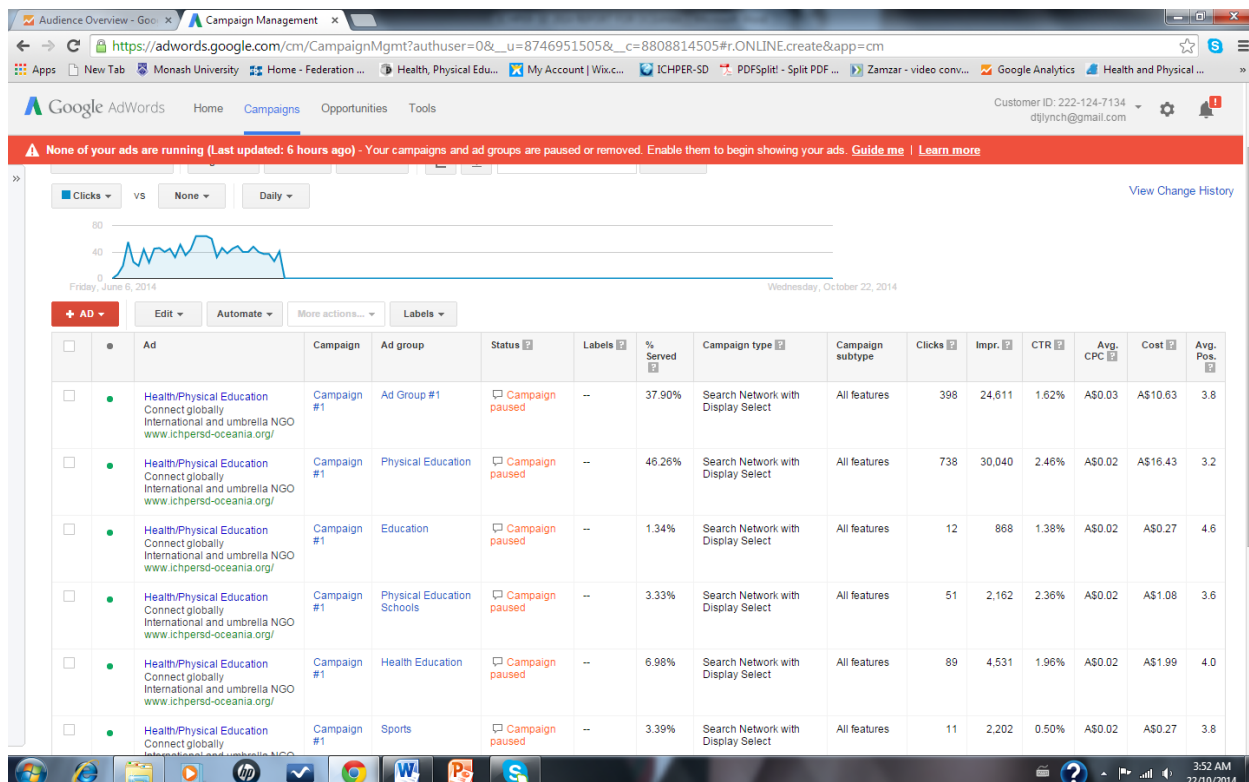 Audience Overview - Goo
Campaign Management
https://adwords.google.com/cm/CampaignMgmt?authuser=0&__u=8746951505&__c=8808814505#r.ONLINE.create&app=cm
Apps New Tab Monash University Home - Federation ... Health, Physical Edu... My Account | Wix.c... ICHPER-SD PDFSplit! - Split PDF ... Zamzar - video conv... Google Analytics Health and Physical ... »
Google AdWords Home Campaigns Opportunities Tools
Customer ID: 222-124-7134
dtjlynch@gmail.com
None of your ads are running (Last updated: 6 hours ago) - Your campaigns and ad groups are paused or removed. Enable them to begin showing your ads. Guide me | Learn more
»
Clicks vs None Daily View Change History
80
40
0
Friday, June 6, 2014 Wednesday, October 22, 2014
+ AD Edit Automate More actions... Labels
Ad Campaign Ad group Status ? Labels ? % Served ? Campaign type ? Campaign subtype Clicks ? Impr. ? CTR ? Avg. CPC ? Cost ? Avg. Pos. ?
Health/Physical Education Campaign Ad Group #1 Campaign -- 37.90% Search Network with All features 398 24,611 1.62% A$0.03 A$10.63 3.8
Connect globally #1 paused Display Select
International and umbrella NGO
www.ichpersd-oceania.org/
Health/Physical Education Campaign Physical Education Campaign -- 46.26% Search Network with All features 738 30,040 2.46% A$0.02 A$16.43 3.2
Connect globally #1 paused Display Select
International and umbrella NGO
www.ichpersd-oceania.org/
Health/Physical Education Campaign Education Campaign -- 1.34% Search Network with All features 12 868 1.38% A$0.02 A$0.27 4.6
Connect globally #1 paused Display Select
International and umbrella NGO
www.ichpersd-oceania.org/
Health/Physical Education Campaign Physical Education Campaign -- 3.33% Search Network with All features 51 2,162 2.36% A$0.02 A$1.08 3.6
Connect globally #1 Schools paused Display Select
International and umbrella NGO
www.ichpersd-oceania.org/
Health/Physical Education Campaign Health Education Campaign -- 6.98% Search Network with All features 89 4,531 1.96% A$0.02 A$1.99 4.0
Connect globally #1 paused Display Select
International and umbrella NGO
www.ichpersd-oceania.org/
Health/Physical Education Campaign Sports Campaign -- 3.39% Search Network with All features 11 2,202 0.50% A$0.02 A$0.27 3.8
Connect globally #1 paused Display Select
International and umbrella NGO
3:52 AM
22/10/2014